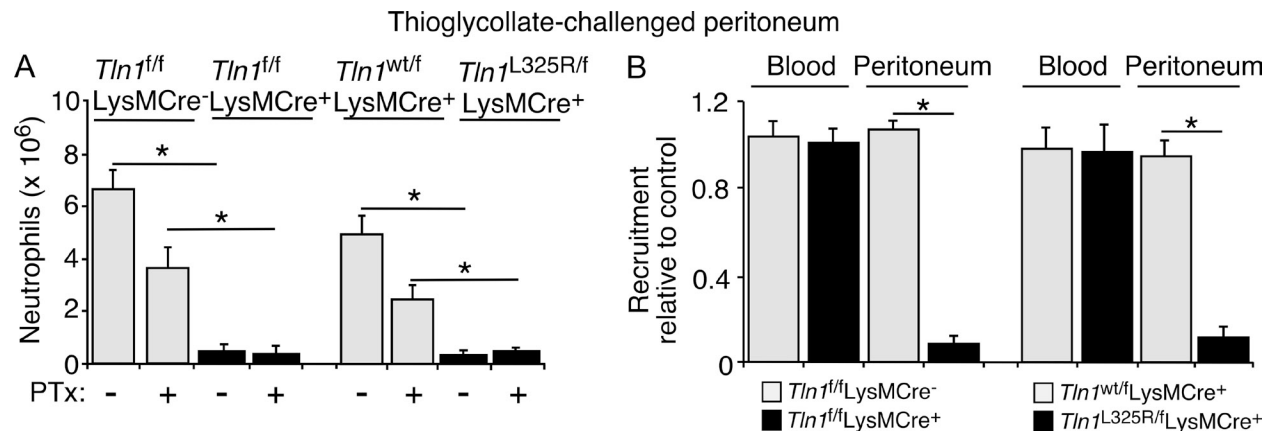 Thioglycollate-challenged peritoneum
A
Tln1f/f Tln1f/f Tln1wt/f Tln1L325R/f
LysMCre- LysMCre+ LysMCre+ LysMCre+
Neutrophils (x 10⁶)
10
8
6
4
2
0
* * * *
PTx: - + - + - + - +
B
Blood Peritoneum Blood Peritoneum
Recruitment
relative to control
1.2
0.8
0.4
0
* *
Tln1f/fLysMCre-
Tln1f/fLysMCre+
Tln1wt/fLysMCre+
Tln1L325R/fLysMCre+